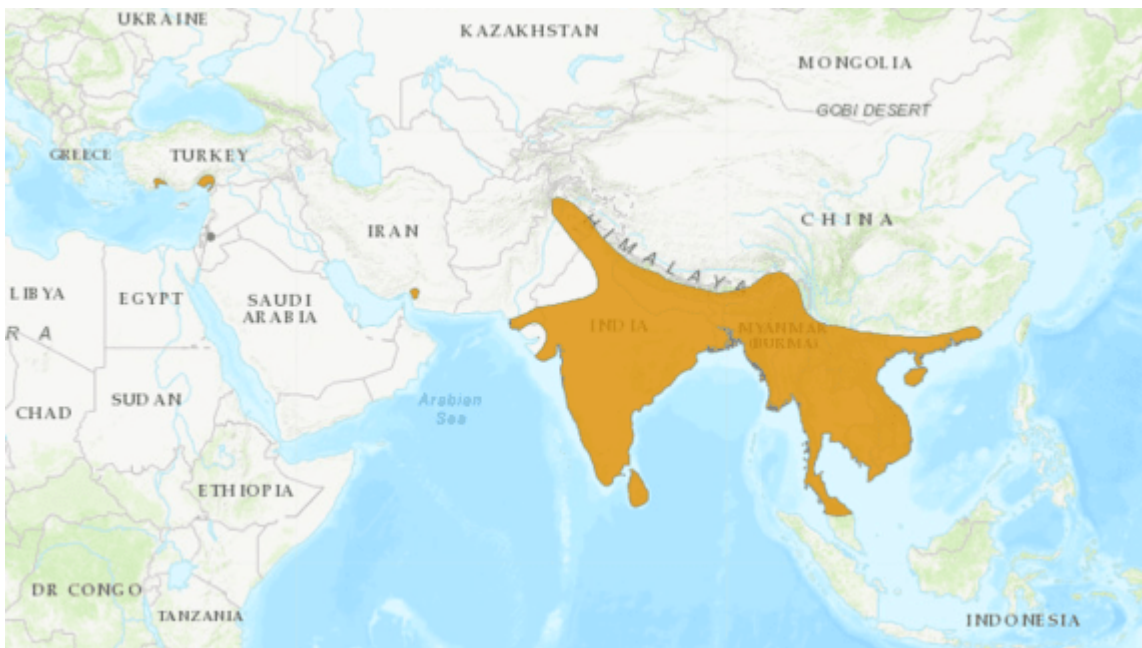 UKRAINE
KAZAKHSTAN
MONGOLIA
GOBI DESERT
GREECE
TURKEY
CHINA
IRAN
HIMALAYA
LIBYA
EGYPT
SAUDI
ARABIA
R A
INDIA
MYANMAR
(BURMA)
CHAD
SUDAN
Arabian
Sea
ETHIOPIA
DR CONGO
TANZANIA
INDONESIA